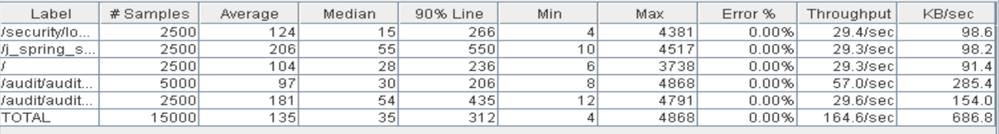 Label # Samples Average Median 90% Line Min Max Error % Throughput KB/sec
/security/lo... 2500 124 15 266 4 4381 0.00% 29.4/sec 98.6
/j_spring_s... 2500 206 55 550 10 4517 0.00% 29.3/sec 98.2
/ 2500 104 28 236 6 3738 0.00% 29.3/sec 91.4
/audit/audit... 5000 97 30 206 8 4868 0.00% 57.0/sec 285.4
/audit/audit... 2500 181 54 435 12 4791 0.00% 29.6/sec 154.0
TOTAL 15000 135 35 312 4 4868 0.00% 164.6/sec 686.8